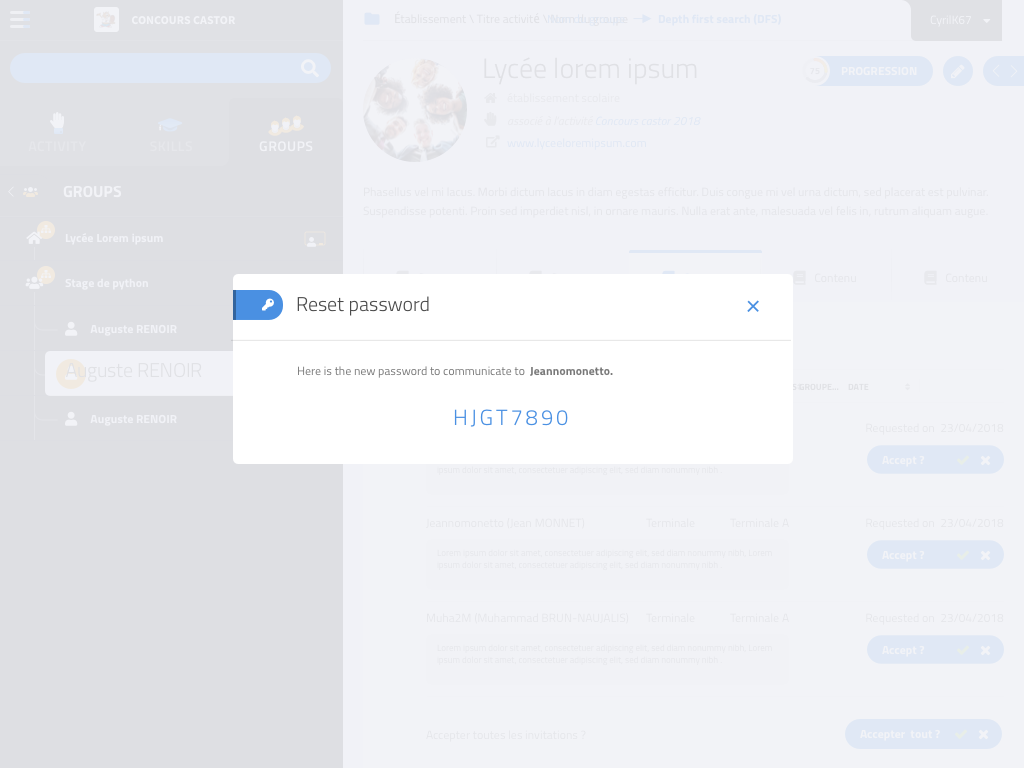 CONCOURS CASTOR
Établissement \ Titre activité \ Depth first search (DFS)
CyrilK67
Lycée lorem ipsum
PROGRESSION
établissement scolaire
associé à l'activité Concours castor 2018
www.lyceeloremipsum.com
ACTIVITY
SKILLS
GROUPS
GROUPS
Phasellus vel mi lacus. Morbi dictum lacus in diam egestas efficitur. Duis congue mi vel urna dictum, sed placerat est pulvinar.
Suspendisse potenti. Proin sed imperdiet nisl, in ornare mauris. Nulla erat ante, malesuada vel felis in, rutrum aliquam augue.
Lycée Lorem ipsum
Stage de python
Contenu
Contenu
Reset password
Auguste RENOIR
Auguste RENOIR
Auguste RENOIR
Here is the new password to communicate to Jeannomonetto.
HJGT7890
GROUPE...
DATE
Requested on 23/04/2018
Accept ?
ipsum dolor sit amet, consectetuer adipiscing elit, sed diam nonummy nibh
Jeannomonetto (Jean MONNET)
Terminale
Terminale A
Requested on 23/04/2018
Lorem ipsum dolor sit amet, consectetuer adipiscing elit, sed diam nonummy nibh, Lorem
ipsum dolor sit amet, consectetuer adipiscing elit, sed diam nonummy nibh
Accept ?
Muha2M (Muhammad BRUN-NAUJALIS)
Terminale
Terminale A
Requested on 23/04/2018
Lorem ipsum dolor sit amet, consectetuer adipiscing elit, sed diam nonummy nibh, Lorem
ipsum, dolor sit amet, consectetuer adipiscing elit, sed diam nonummy nibh
Accept ?
Accepter toutes les invitations ?
Accepter tout ?